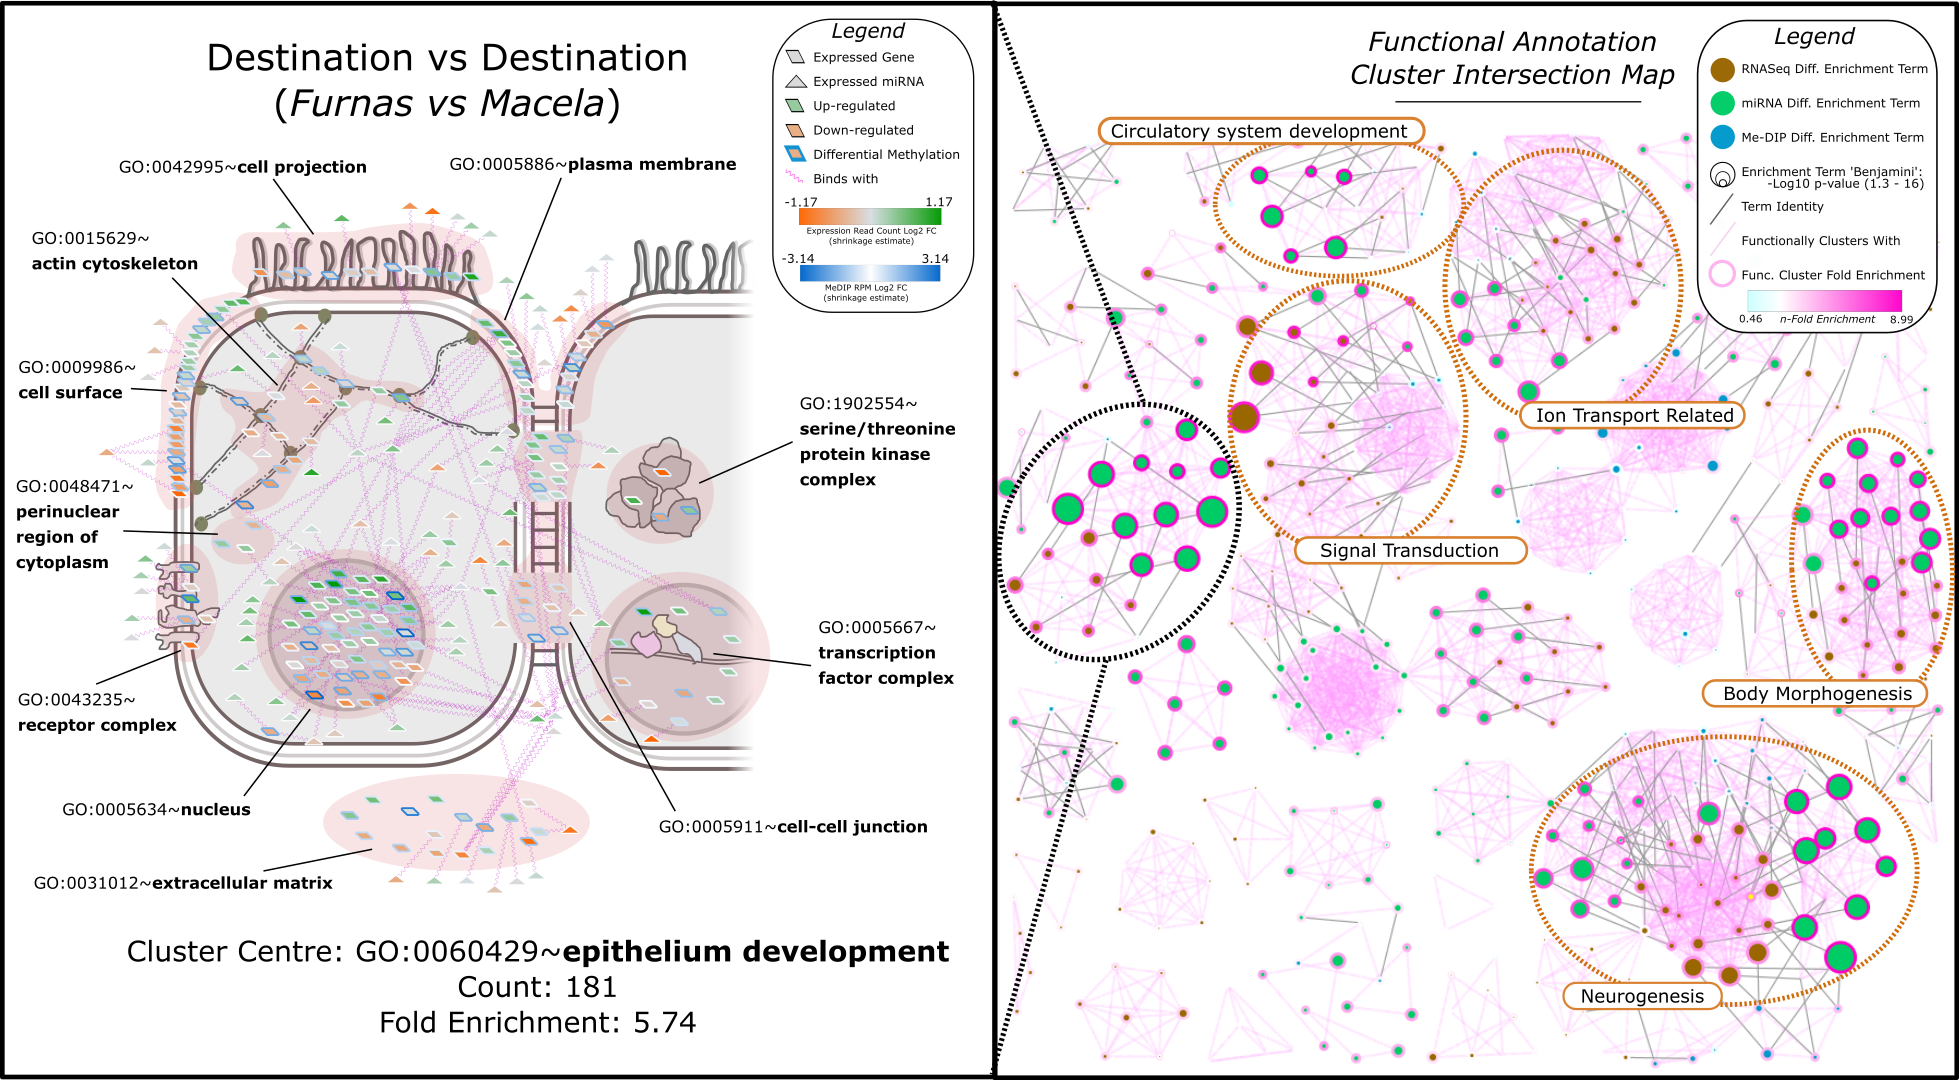 Destination vs Destination
(Furnas vs Macela)
Legend
Expressed Gene
Expressed miRNA
Up-regulated
Down-regulated
Differential Methylation
Binds with
-1.17 1.17
Expression Read Count Log2 FC
(shrinkage estimate)
-3.14 3.14
MeDIP RPM Log2 FC
(shrinkage estimate)
GO:0042995~cell projection
GO:0005886~plasma membrane
GO:0015629~
actin cytoskeleton
GO:0009986~
cell surface
GO:0048471~
perinuclear
region of
cytoplasm
GO:0043235~
receptor complex
GO:0005634~nucleus
GO:0031012~extracellular matrix
GO:1902554~
serine/threonine
protein kinase
complex
GO:0005667~
transcription
factor complex
GO:0005911~cell-cell junction
Cluster Centre: GO:0060429~epithelium development
Count: 181
Fold Enrichment: 5.74
Functional Annotation
Cluster Intersection Map
Legend
RNASeq Diff. Enrichment Term
miRNA Diff. Enrichment Term
Me-DIP Diff. Enrichment Term
Enrichment Term 'Benjamini':
-Log10 p-value (1.3 - 16)
Term Identity
Functionally Clusters With
Func. Cluster Fold Enrichment
0.46 n-Fold Enrichment 8.99
Circulatory system development
Ion Transport Related
Signal Transduction
Body Morphogenesis
Neurogenesis